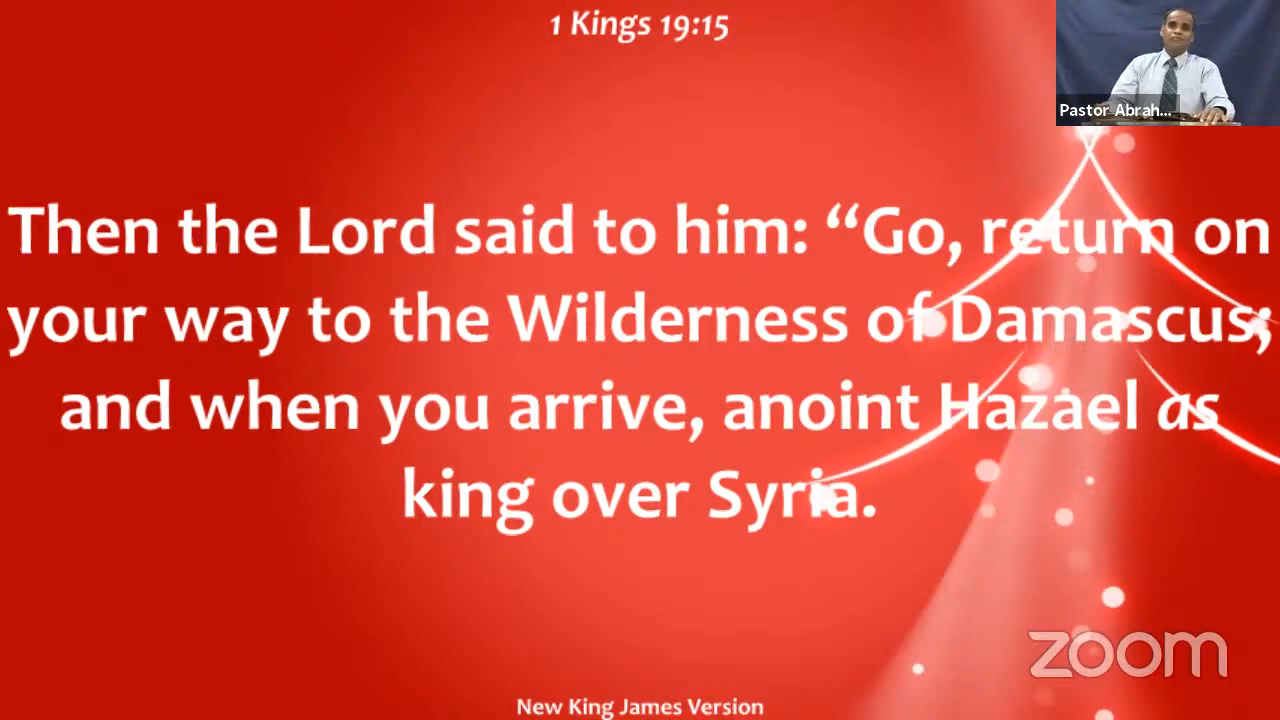 1 Kings 19:15
Pastor Abrah...
Then the Lord said to him: “Go, return on
your way to the Wilderness of Damascus;
and when you arrive, anoint Hazael as
king over Syria.
zoom
New King James Version